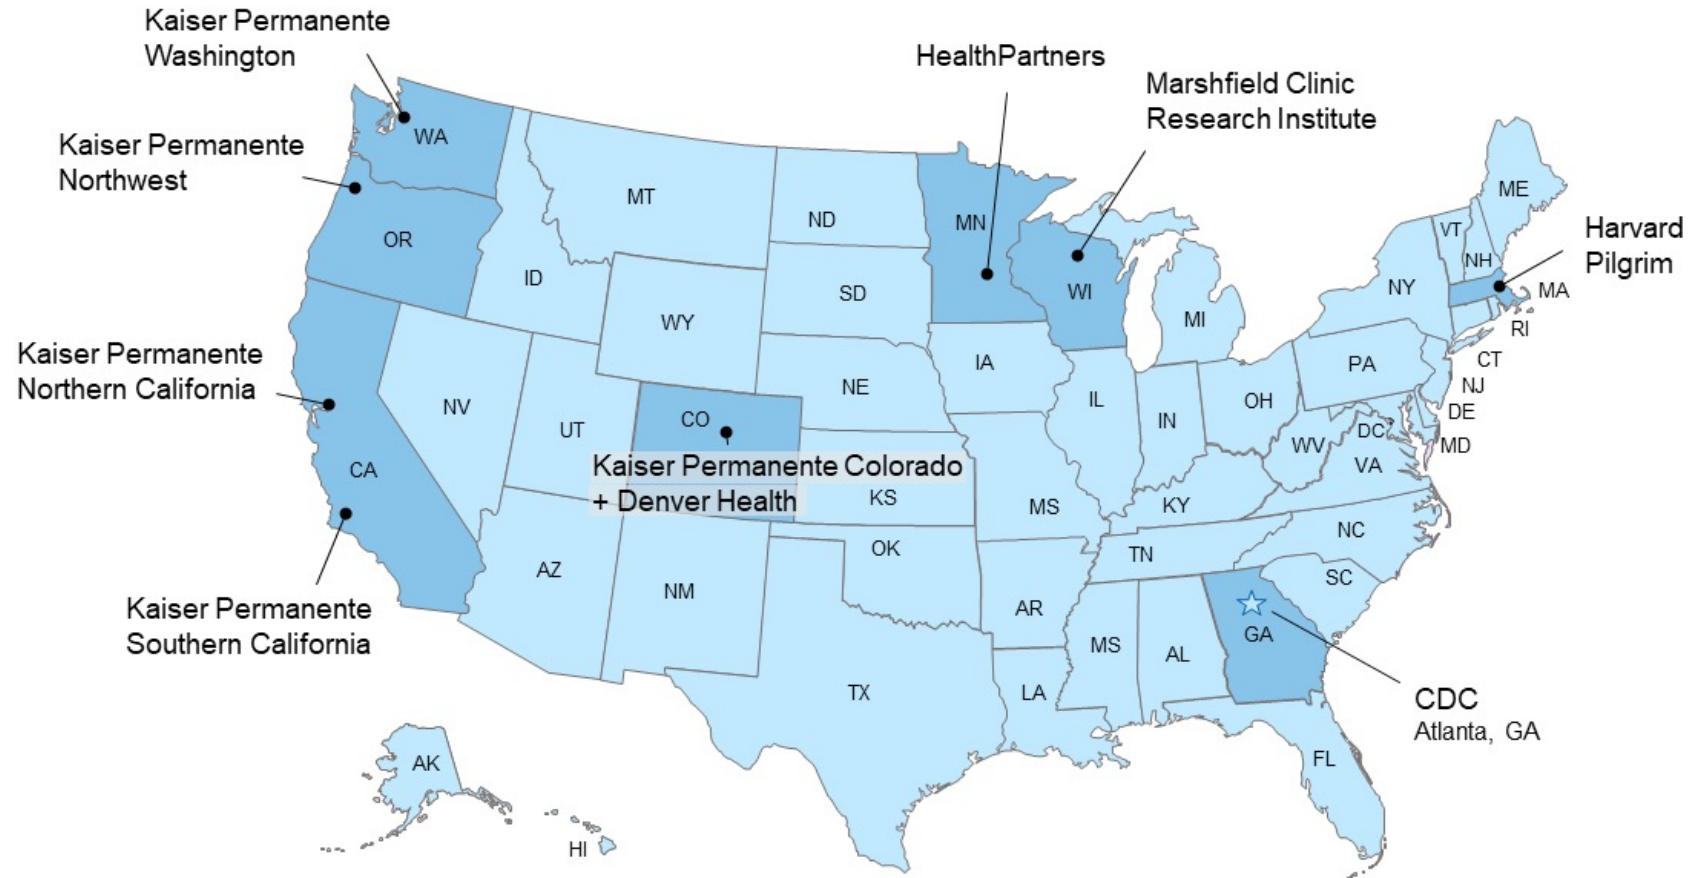 Kaiser Permanente
Washington
HealthPartners
Marshfield Clinic
Research Institute
Kaiser Permanente
Northwest
Harvard
Pilgrim
Kaiser Permanente
Northern California
Kaiser Permanente Colorado
+ Denver Health
Kaiser Permanente
Southern California
CDC
Atlanta, GA
WA
OR
CA
ID
NV
MT
WY
UT
AZ
CO
NM
ND
SD
NE
KS
OK
TX
MN
IA
MS
AR
LA
WI
IL
MI
IN
OH
KY
TN
MS
AL
GA
FL
SC
NC
VA
WV
DC
MD
DE
NJ
PA
NY
CT
RI
MA
VT
NH
ME
AK
HI